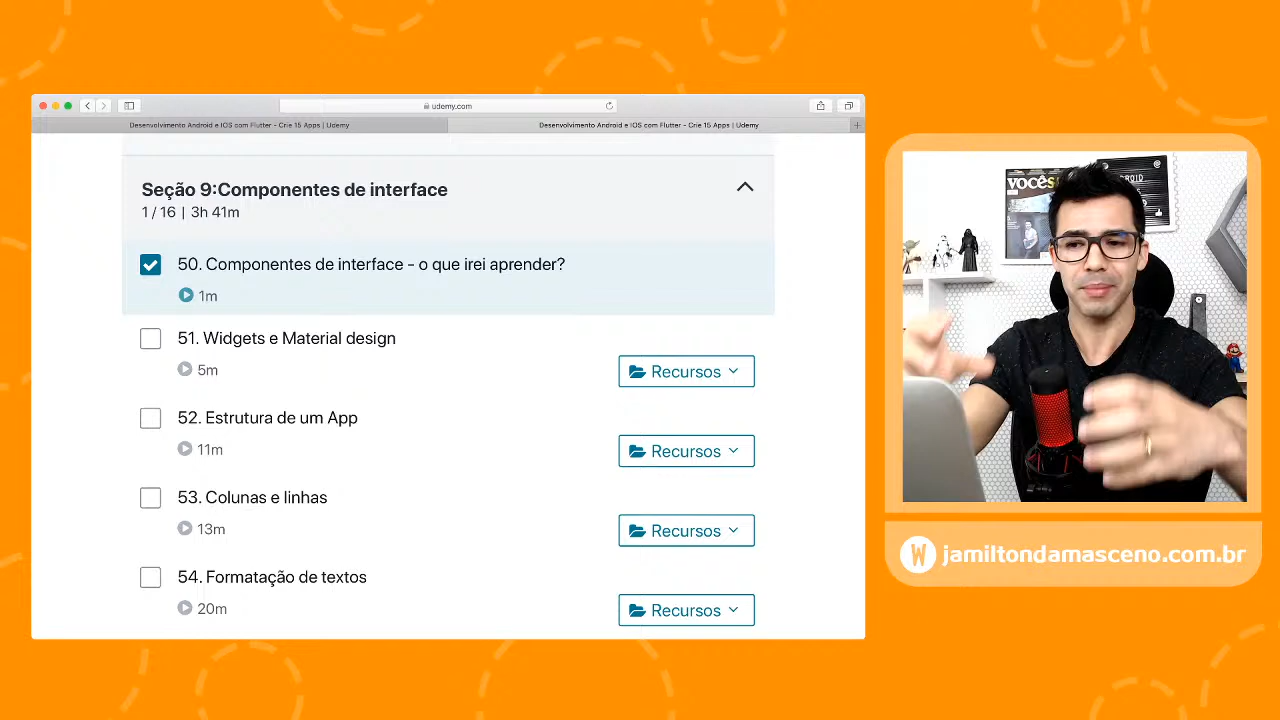 udemy.com
Desenvolvimento Android e IOS com Flutter - Crie 15 Apps | Udemy
Desenvolvimento Android e IOS com Flutter - Crie 15 Apps | Udemy
Seção 9:Componentes de interface
1 / 16 | 3h 41m
50. Componentes de interface - o que irei aprender?
1m
51. Widgets e Material design
5m
Recursos
52. Estrutura de um App
11m
Recursos
53. Colunas e linhas
13m
Recursos
54. Formatação de textos
20m
Recursos
VOCÊS
W jamiltondamasceno.com.br